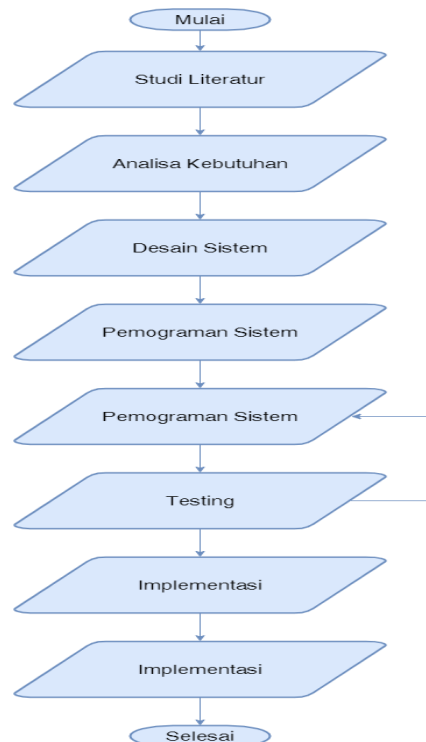 Mulai
Studi Literatur
Analisa Kebutuhan
Desain Sistem
Pemograman Sistem
Pemograman Sistem
Testing
Implementasi
Implementasi
Selesai